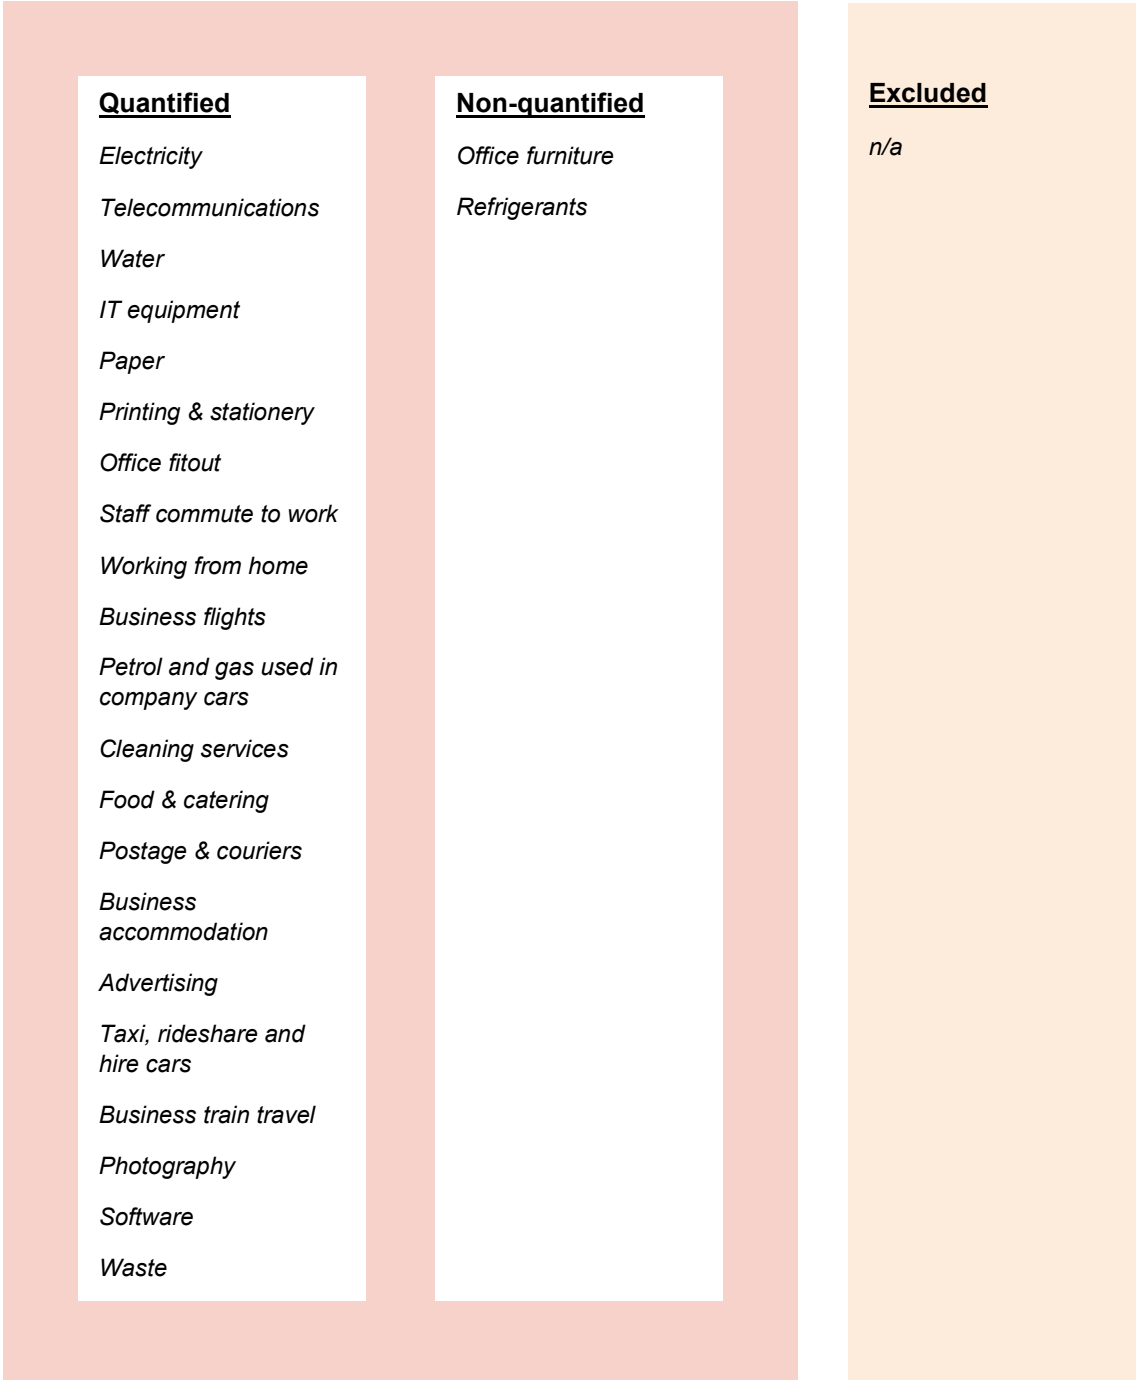 Quantified
Electricity
Telecommunications
Water
IT equipment
Paper
Printing & stationery
Office fitout
Staff commute to work
Working from home
Business flights
Petrol and gas used in
company cars
Cleaning services
Food & catering
Postage & couriers
Business
accommodation
Advertising
Taxi, rideshare and
hire cars
Business train travel
Photography
Software
Waste
Non-quantified
Office furniture
Refrigerants
Excluded
n/a